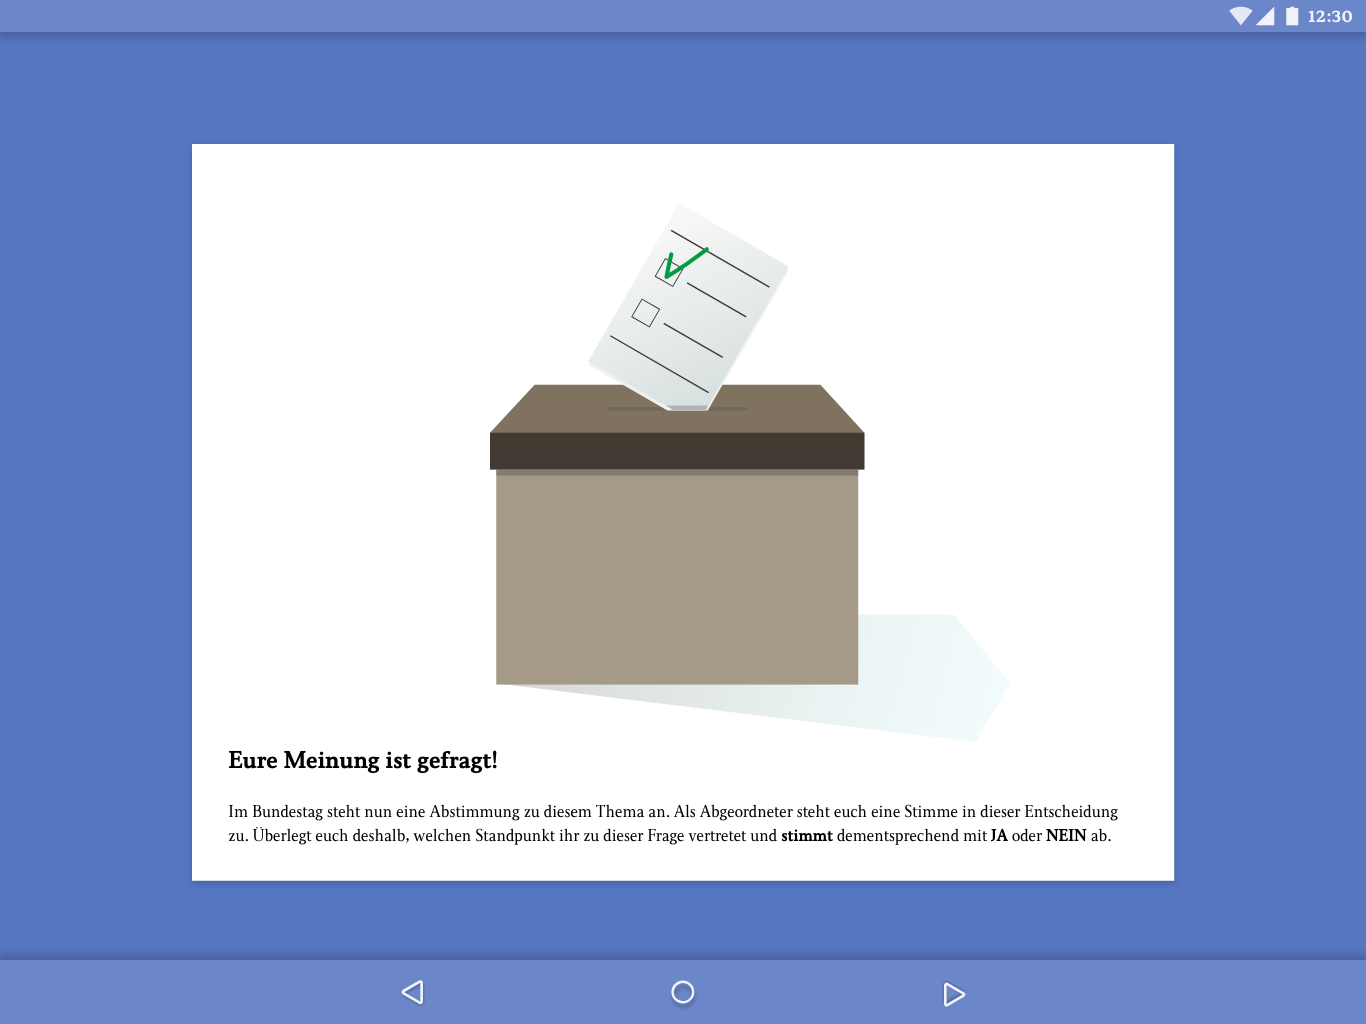 12:30
Eure Meinung ist gefragt!
Im Bundestag steht nun eine Abstimmung zu diesem Thema an. Als Abgeordneter steht euch eine Stimme in dieser Entscheidung
zu. Überlegt euch deshalb, welchen Standpunkt ihr zu dieser Frage vertretet und stimmt dementsprechend mit JA oder NEIN ab.